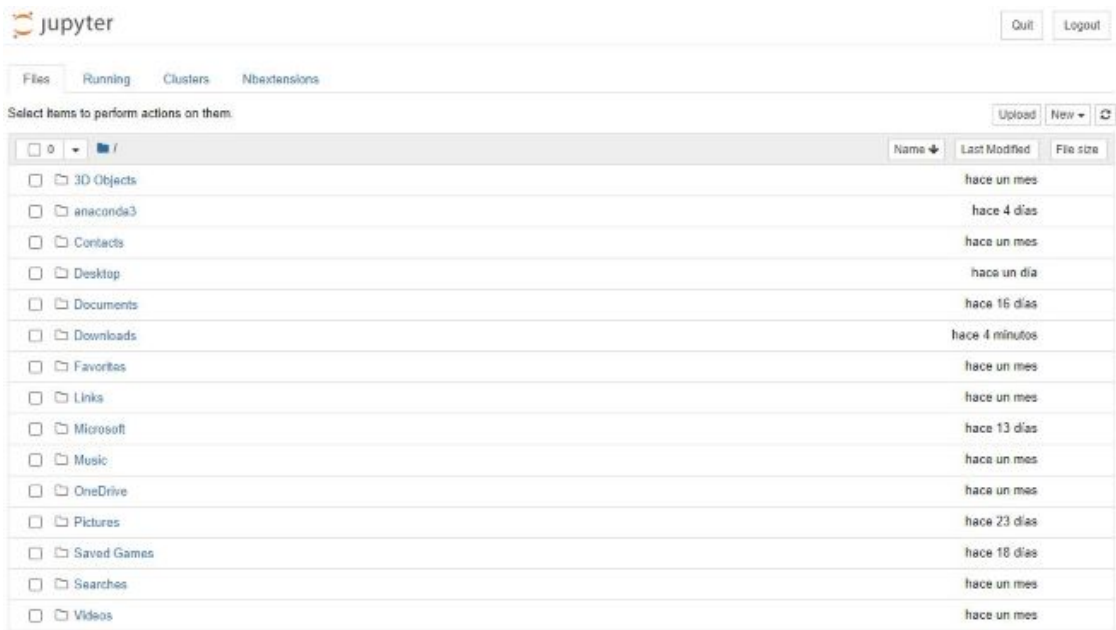 jupyter
Quit Logout
Files Running Clusters Nbextensions
Select items to perform actions on them.
Upload New
0 / Name Last Modified File size
3D Objects hace un mes
anaconda3 hace 4 días
Contacts hace un mes
Desktop hace un día
Documents hace 16 días
Downloads hace 4 minutos
Favorites hace un mes
Links hace un mes
Microsoft hace 13 días
Music hace un mes
OneDrive hace un mes
Pictures hace 23 días
Saved Games hace 18 días
Searches hace un mes
Videos hace un mes